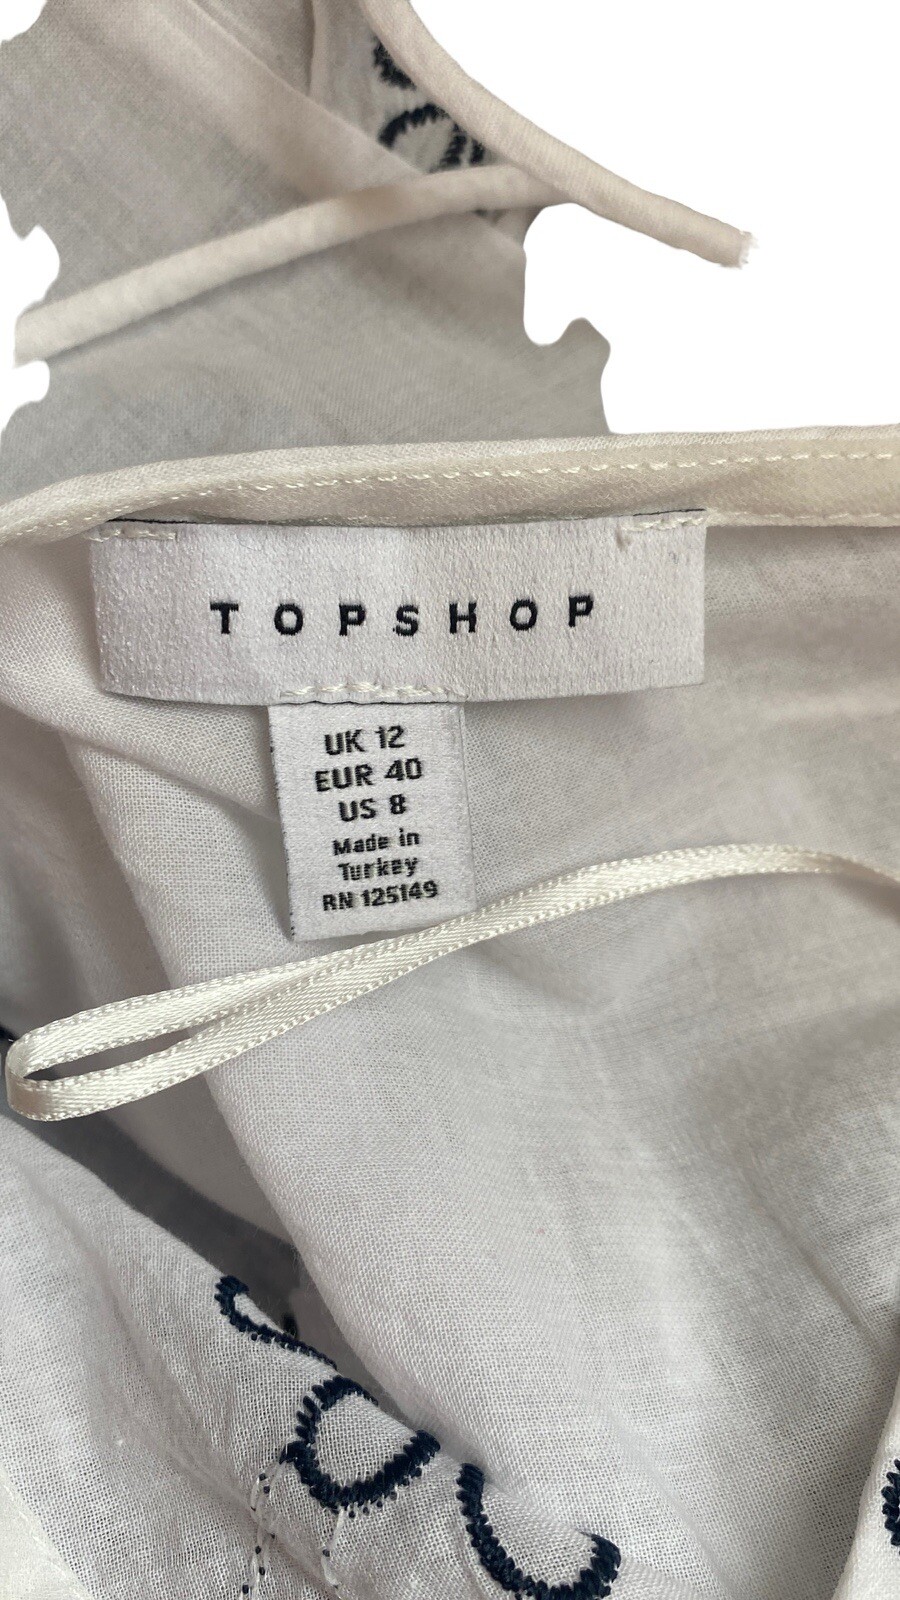 TOPSHOP
UK 12
EUR 40
US 8
Made in
Turkey
RN 125149